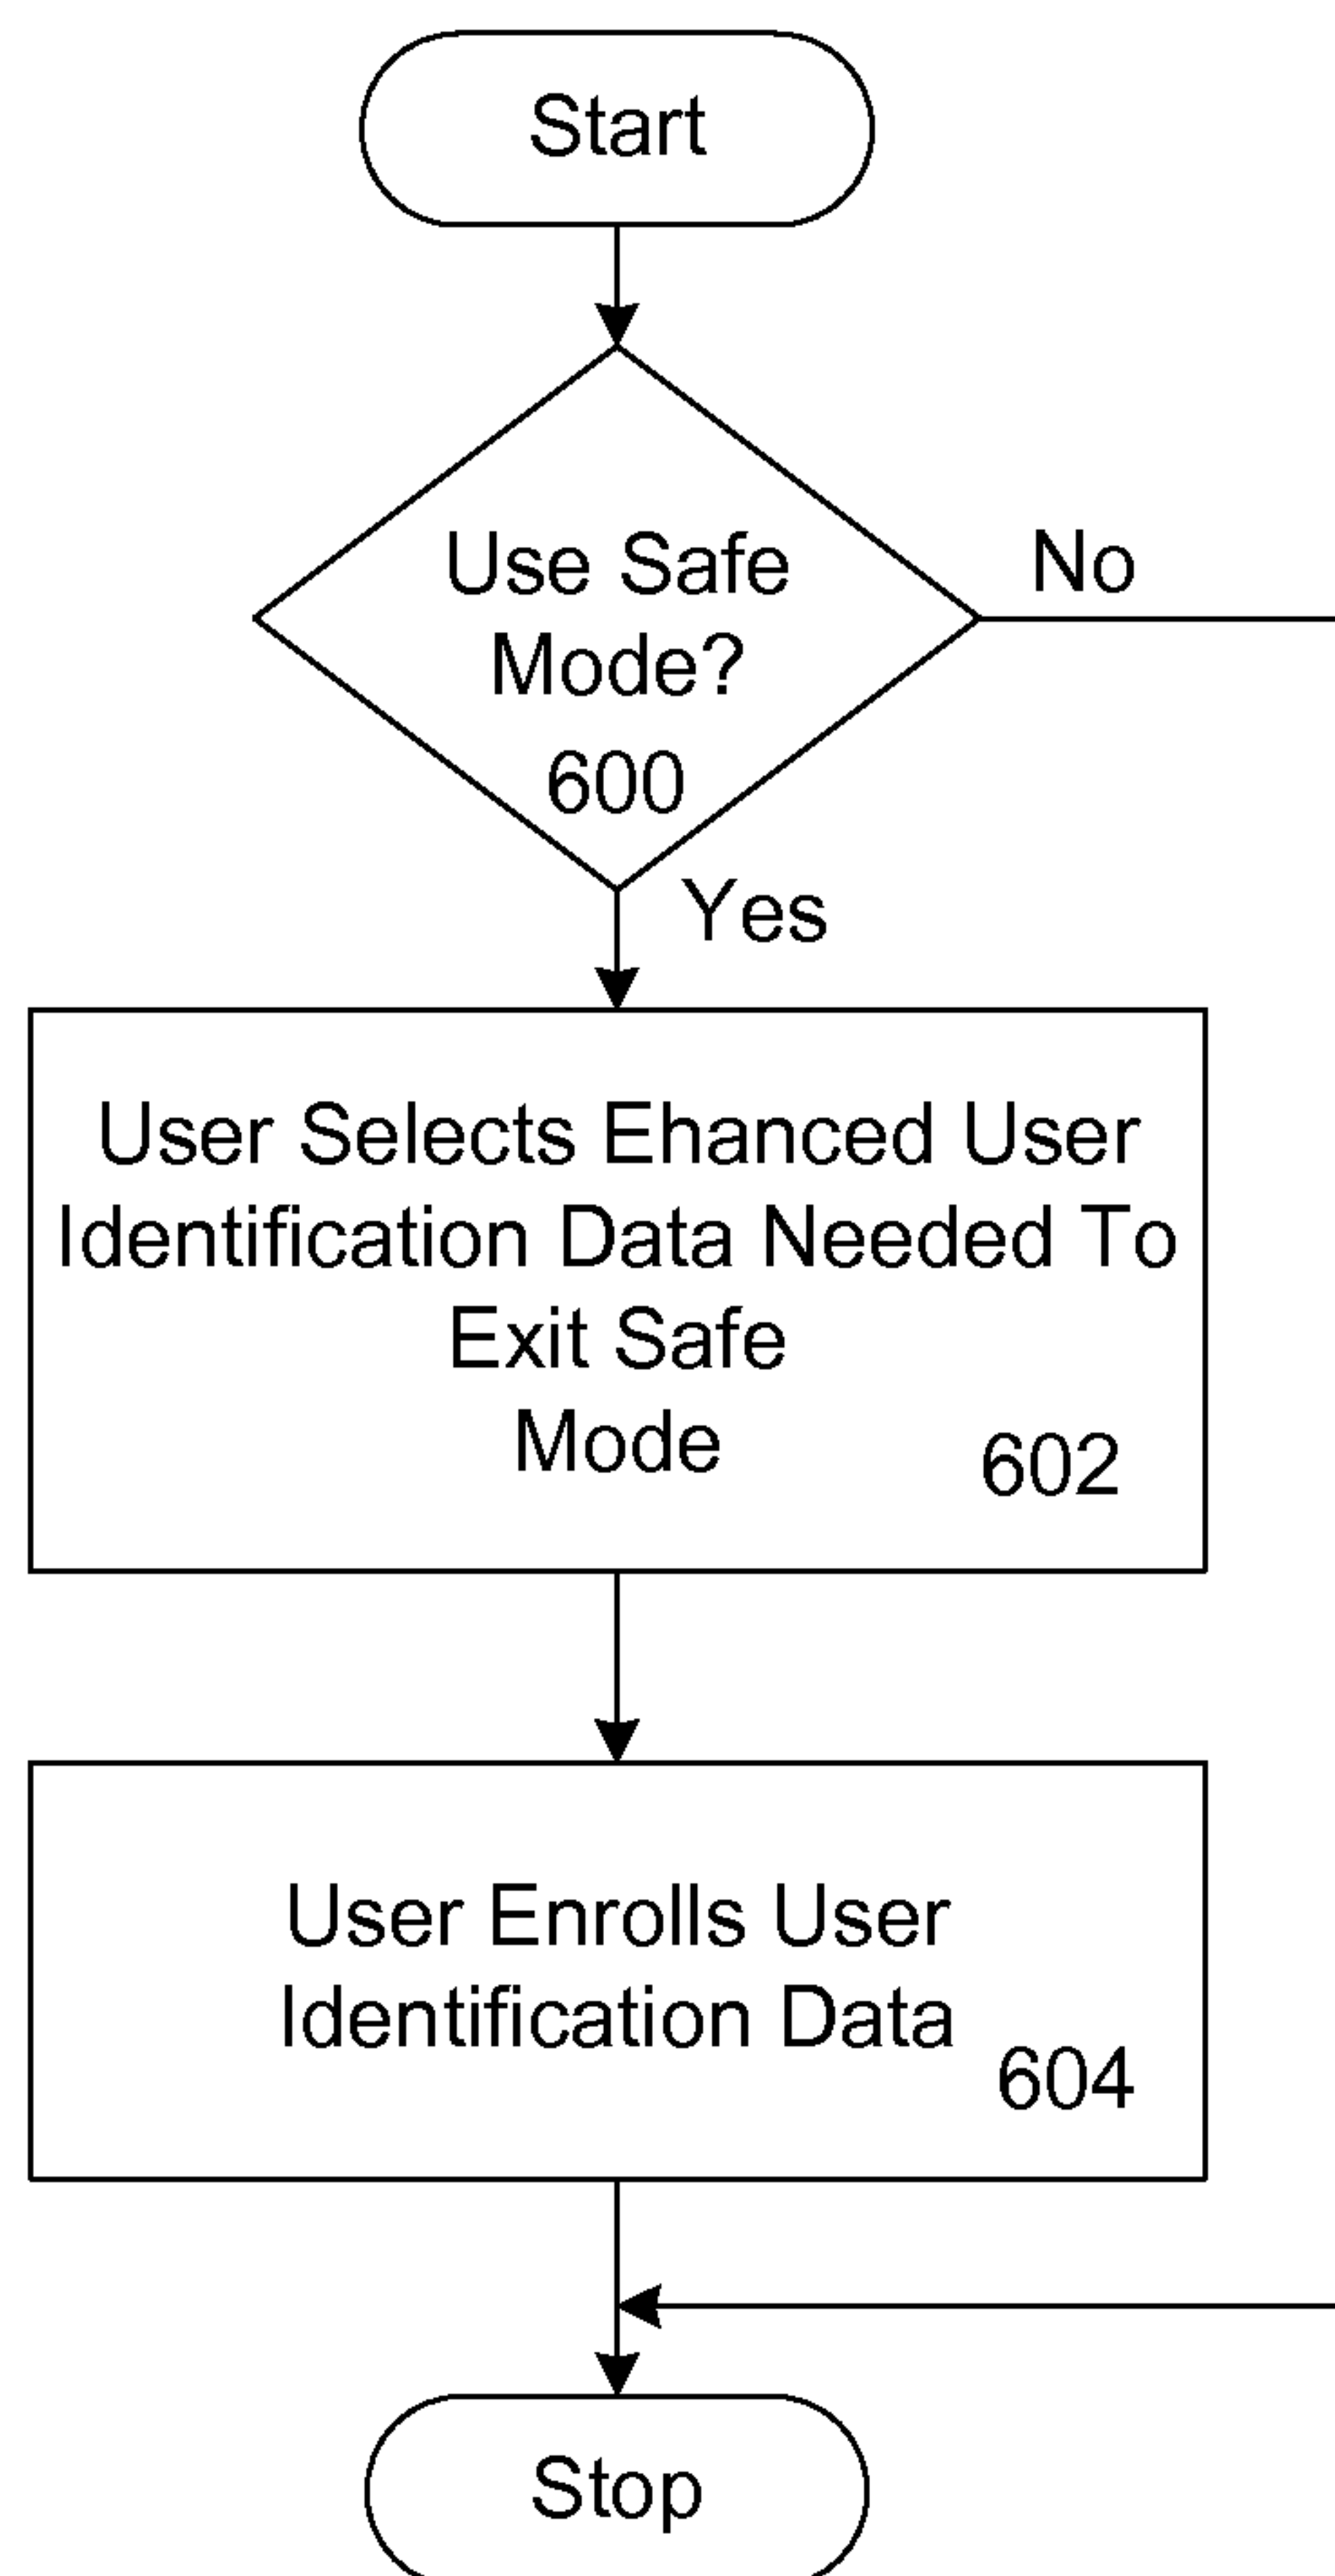 Start
Use Safe
Mode?
600
No
Yes
User Selects Ehanced User
Identification Data Needed To
Exit Safe
Mode
602
User Enrolls User
Identification Data
604
Stop